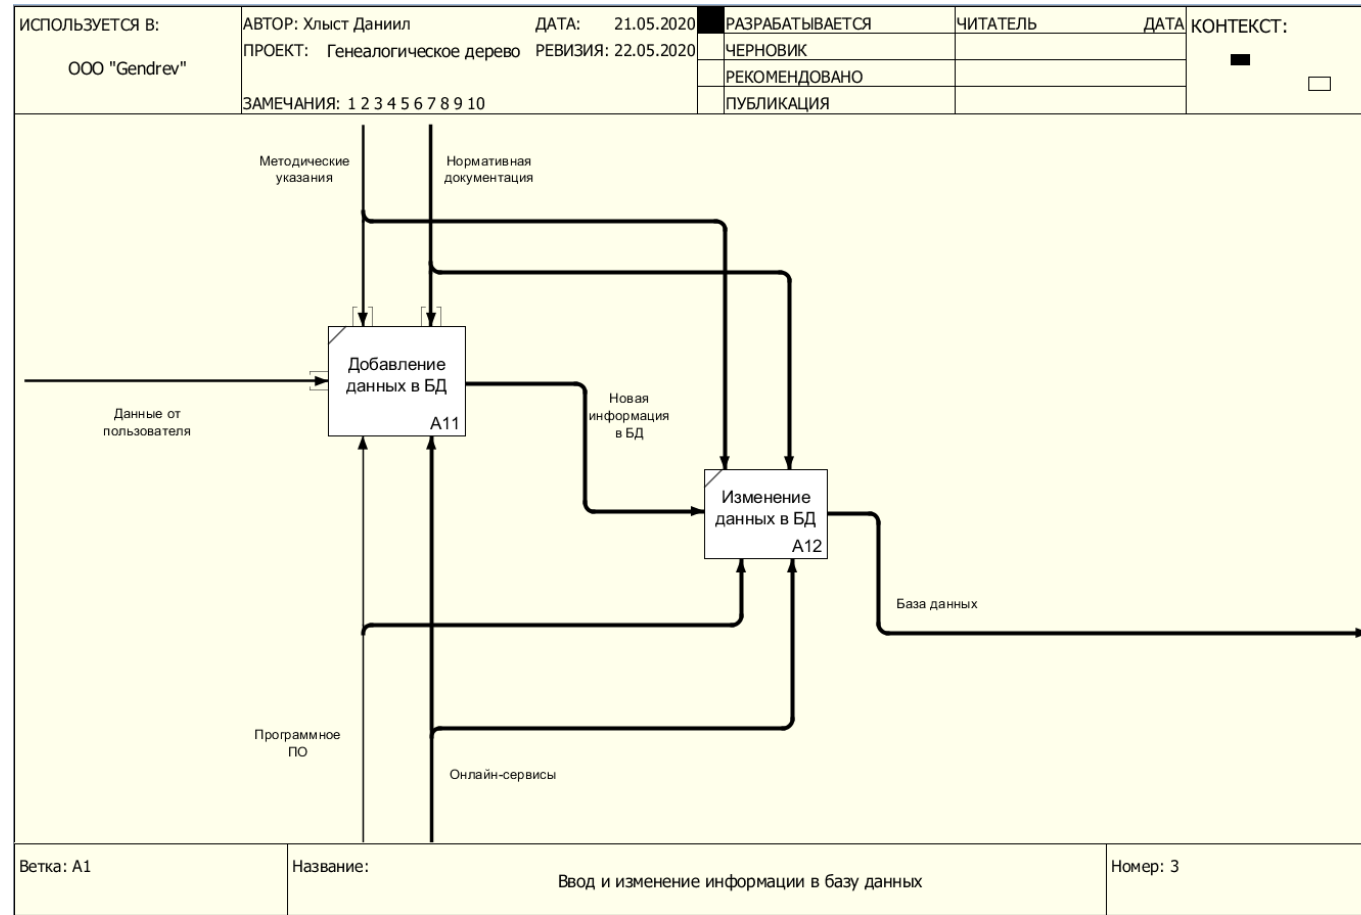 ИСПОЛЬЗУЕТСЯ В:
ООО "Gendrev"
АВТОР: Хлыст Даниил
ДАТА: 21.05.2020
ПРОЕКТ: Генеалогическое дерево
РЕВИЗИЯ: 22.05.2020
ЗАМЕЧАНИЯ: 1 2 3 4 5 6 7 8 9 10
РАЗРАБАТЫВАЕТСЯ
ЧЕРНОВИК
РЕКОМЕНДОВАНО
ПУБЛИКАЦИЯ
ЧИТАТЕЛЬ
ДАТА
КОНТЕКСТ:
Методические
указания
Нормативная
документация
Добавление
данных в БД
A11
Данные от
пользователя
Новая
информация
в БД
Изменение
данных в БД
A12
База данных
Программное
ПО
Онлайн-сервисы
Ветка: A1
Название:
Ввод и изменение информации в базу данных
Номер: 3